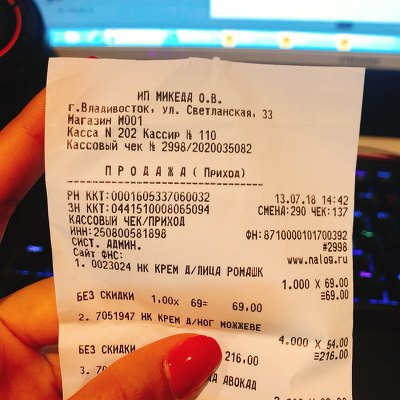 ИП МИКЕДА О.В.
г.Владивосток, ул. Светланская, 33
Магазин М001
Касса N 202 Кассир № 110
Кассовый чек № 2998/2020035082
ПРОДАЖА(Приход)
РН ККТ:0001605337060032 13.07.18 14:42
ЗН ККТ:0441510008065094 СМЕНА:290 ЧЕК:137
КАССОВЫЙ ЧЕК/ПРИХОД
ИНН:250800581898 ФН:8710000101700392
СИСТ. АДМИН. #2998
Сайт ФНС: www.nalog.ru
1. 0023024 НК КРЕМ Д/ЛИЦА РОМАШК
1.000 X 69.00
БЕЗ СКИДКИ 1,00x 69= 69,00 ≡69.00
2. 7051947 НК КРЕМ Д/НОГ МОЖЖЕВЕ
4.000 X 54.00
БЕЗ СКИДКИ 216,00 ≡216.00
3. АВОКАД